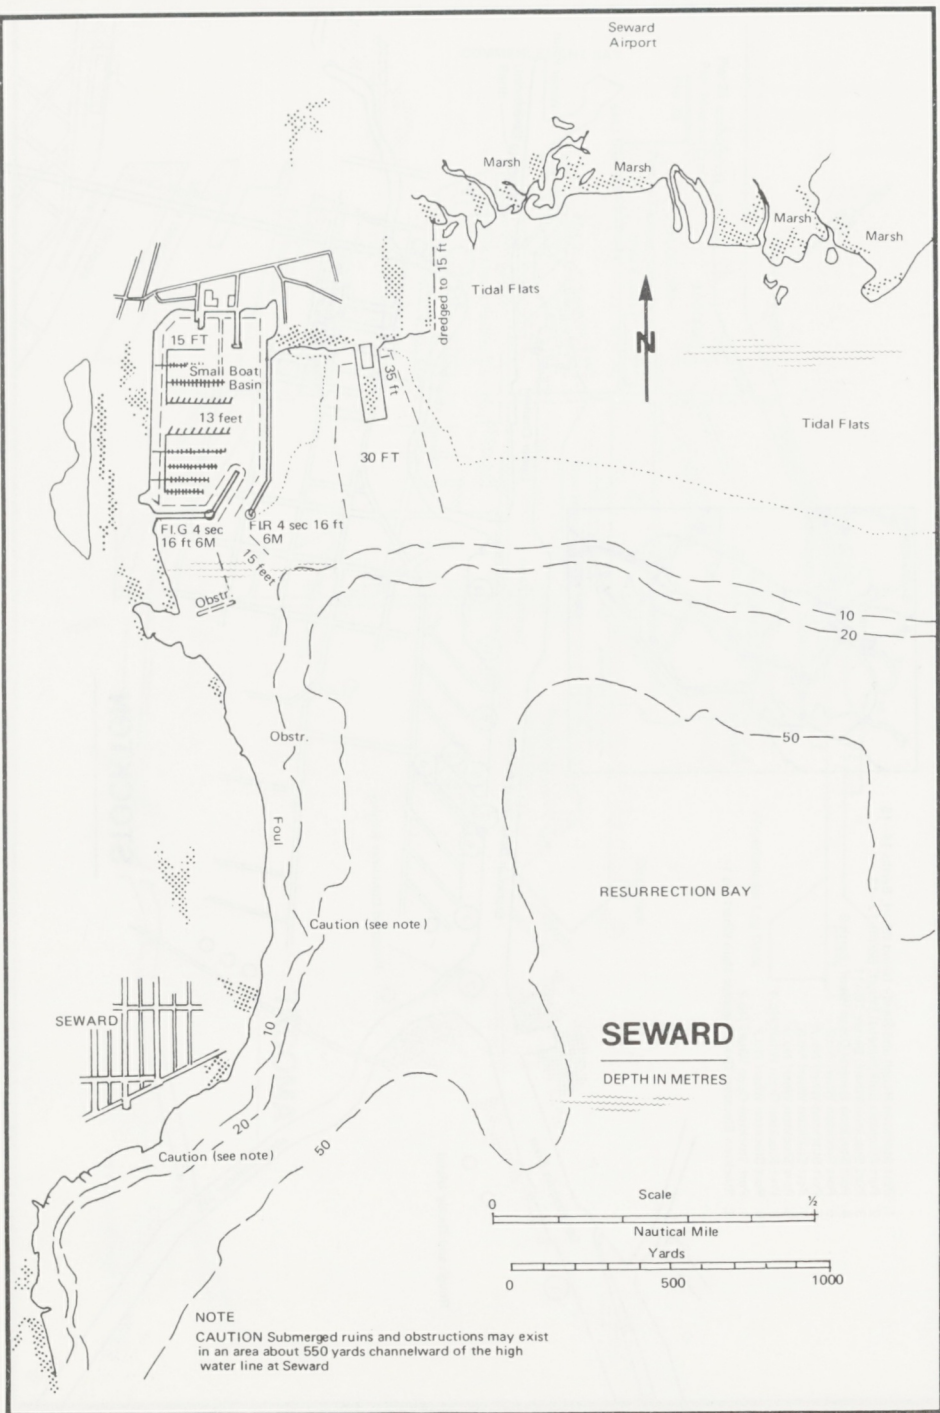 Seward
Airport
Marsh
Marsh
Marsh
Marsh
dredged to 15 ft
Tidal Flats
N
15 FT
Small Boat
Basin
35 ft
13 feet
Tidal Flats
30 FT
Fl.G 4 sec
16 ft 6M
Fl.R 4 sec 16 ft
6M
15 feet
Obstr.
10
20
Obstr.
50
Foul
RESURRECTION BAY
Caution (see note)
SEWARD
10
SEWARD
DEPTH IN METRES
20
Caution (see note)
50
Scale
0 ½
Nautical Mile
Yards
0 500 1000
NOTE
CAUTION Submerged ruins and obstructions may exist
in an area about 550 yards channelward of the high
water line at Seward